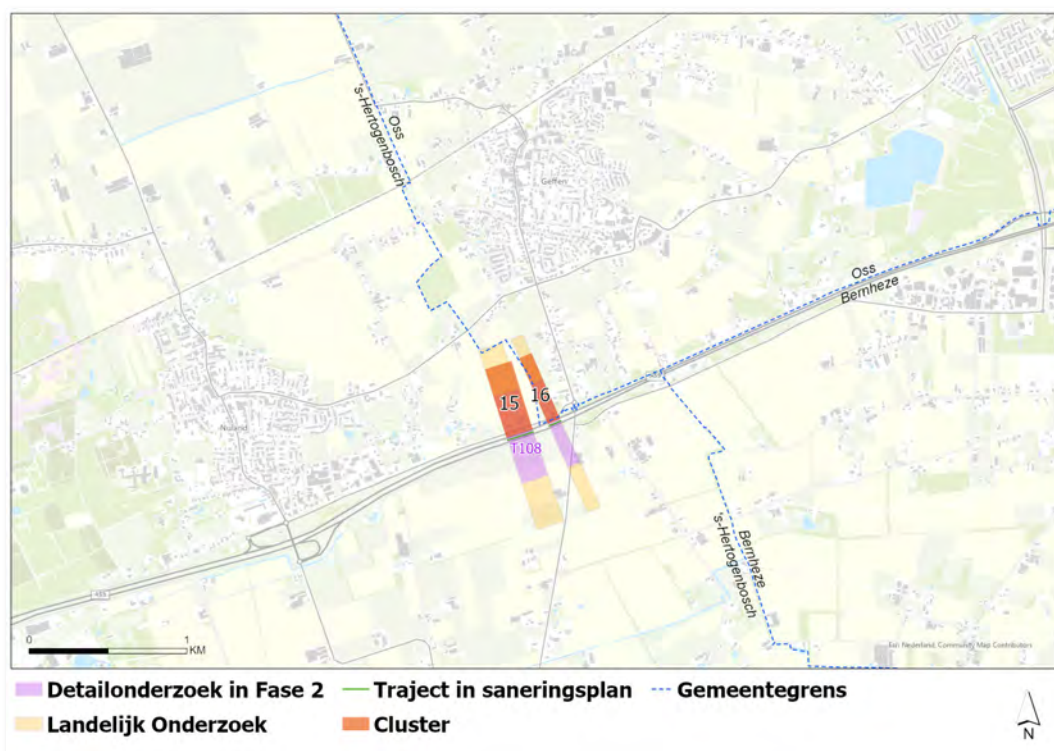 Oss
's-Hertogenbosch
Geffen
Oss
Bernheze
15
16
T108
Nuland
Bernheze
's-Hertogenbosch
0
1
KM
Esri Nederland, Community Map Contributors
Detailonderzoek in Fase 2
Traject in saneringsplan
Gemeentegrens
Landelijk Onderzoek
Cluster
N